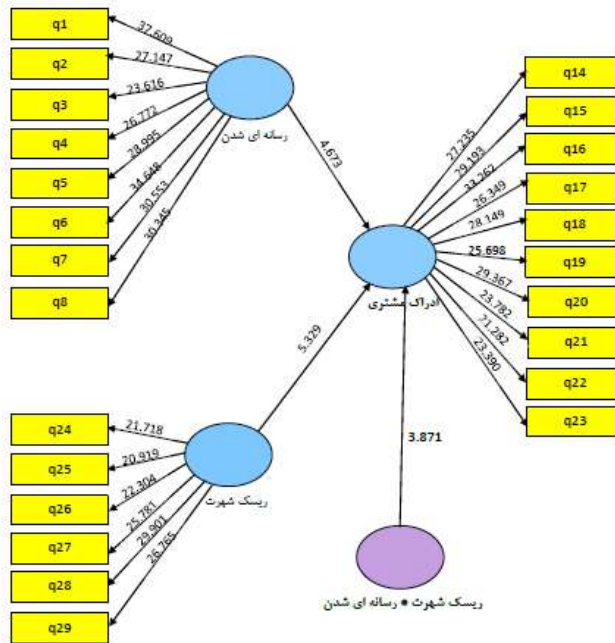 q1
37.609
q2
27.147
q3
23.616
q4
26.772
q5
28.995
q6
34.648
q7
30.553
q8
30.345
رسانه ای شدن
4.673
q14
27.235
q15
29.193
q16
33.262
q17
26.349
q18
28.149
q19
25.698
q20
29.367
q21
23.782
q22
21.282
q23
23.390
ادراک مشتری
5.329
3.871
q24
21.718
q25
20.919
q26
22.304
q27
25.781
q28
29.901
q29
26.765
ریسک شهرت
ریسک شهرت * رسانه ای شدن